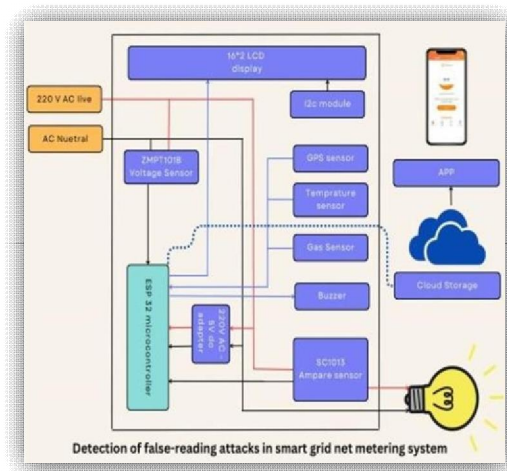 16*2 LCD
display
220 V AC live
I2c module
AC Nuetral
ZMPT101B
Voltage Sensor
GPS sensor
APP
Temprature
sensor
Gas Sensor
Cloud Storage
ESP 32 microcontroller
Buzzer
220V AC -
9V dc
adapter
SC1013
Ampare sensor
Detection of false-reading attacks in smart grid net metering system